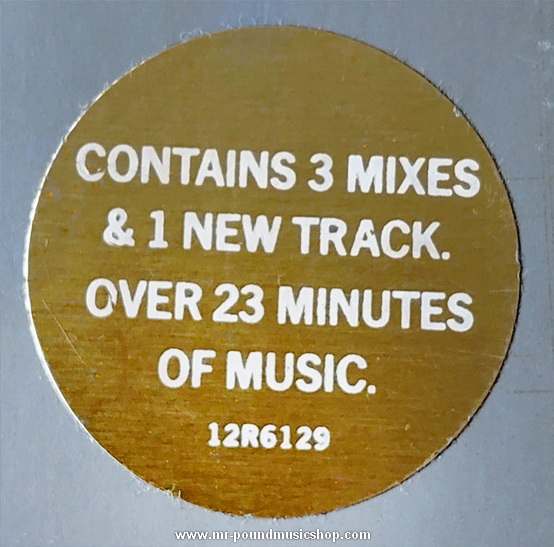 CONTAINS 3 MIXES
& 1 NEW TRACK.
OVER 23 MINUTES
OF MUSIC.
12R6129
www.mr-poundmusicshop.com